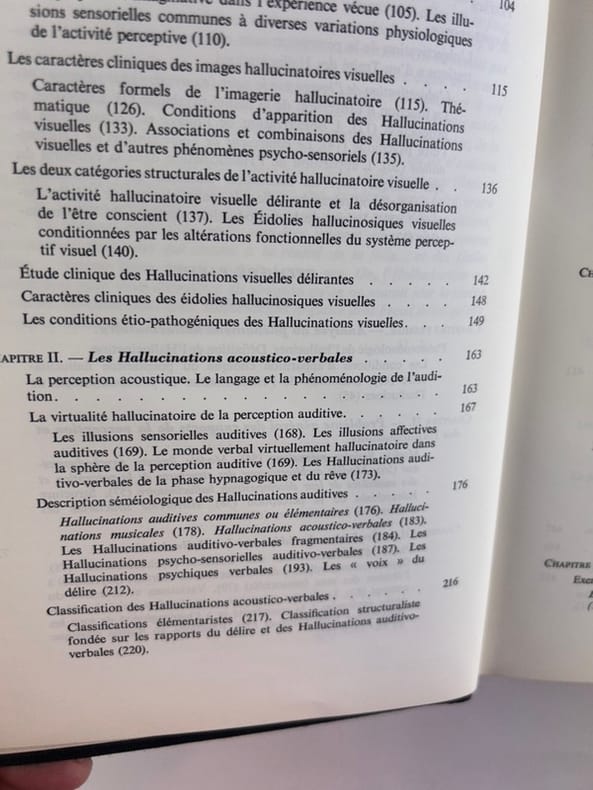 dans l'expérience vécue (105). Les illu-
104
sions sensorielles communes à diverses variations physiologiques
de l'activité perceptive (110).
Les caractères cliniques des images hallucinatoires visuelles . . . . 115
Caractères formels de l'imagerie hallucinatoire (115). Thé-
matique (126). Conditions d'apparition des Hallucinations
visuelles (133). Associations et combinaisons des Hallucinations
visuelles et d'autres phénomènes psycho-sensoriels (135).
Les deux catégories structurales de l'activité hallucinatoire visuelle . . 136
L'activité hallucinatoire visuelle délirante et la désorganisation
de l'être conscient (137). Les Éidolies hallucinosiques visuelles
conditionnées par les altérations fonctionnelles du système percep-
tif visuel (140).
Étude clinique des Hallucinations visuelles délirantes . . . . . 142
Caractères cliniques des éidolies hallucinosiques visuelles . . . . 148
Les conditions étio-pathogéniques des Hallucinations visuelles. . . . 149
APITRE II. — Les Hallucinations acoustico-verbales . . . . . 163
La perception acoustique. Le langage et la phénoménologie de l'audi-
tion. . . . . . . . . . . . . . . . . . 163
La virtualité hallucinatoire de la perception auditive. . . . . . 167
Les illusions sensorielles auditives (168). Les illusions affectives
auditives (169). Le monde verbal virtuellement hallucinatoire dans
la sphère de la perception auditive (169). Les Hallucinations audi-
tivo-verbales de la phase hypnagogique et du rêve (173).
Description séméiologique des Hallucinations auditives . . . . . 176
Hallucinations auditives communes ou élémentaires (176). Halluci-
nations musicales (178). Hallucinations acoustico-verbales (183).
Les Hallucinations auditivo-verbales fragmentaires (184). Les
Hallucinations psycho-sensorielles auditivo-verbales (187). Les
Hallucinations psychiques verbales (193). Les « voix » du
délire (212).
Classification des Hallucinations acoustico-verbales . . . . . . 216
Classifications élémentaristes (217). Classification structuraliste
fondée sur les rapports du délire et des Hallucinations auditivo-
verbales (220).
CH
CHAPITRE
Exe